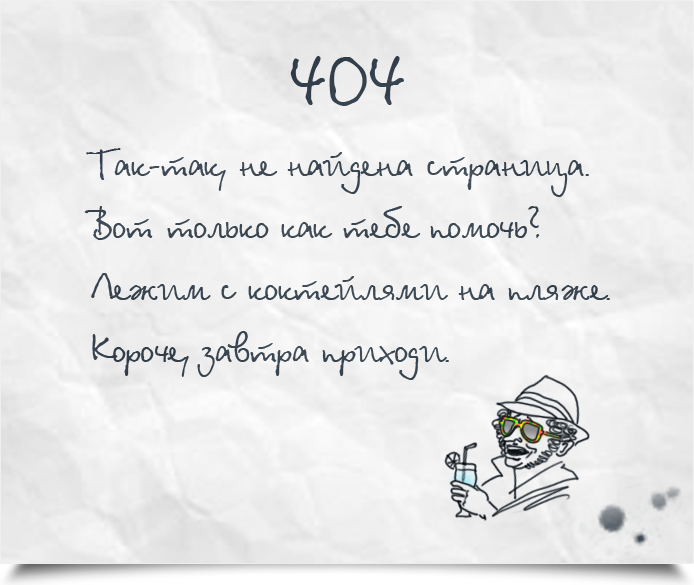 404
Так-так, не найдена страница.
Вот только как тебе помочь?
Лежим с коктейлями на пляже.
Короче, завтра приходи.